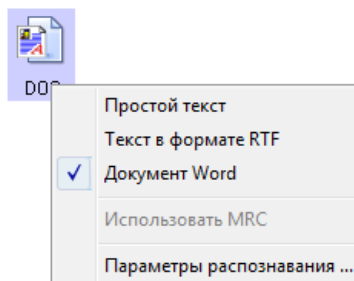 DOC
Простой текст
Текст в формате RTF
Документ Word
Использовать MRC
Параметры распознавания ...